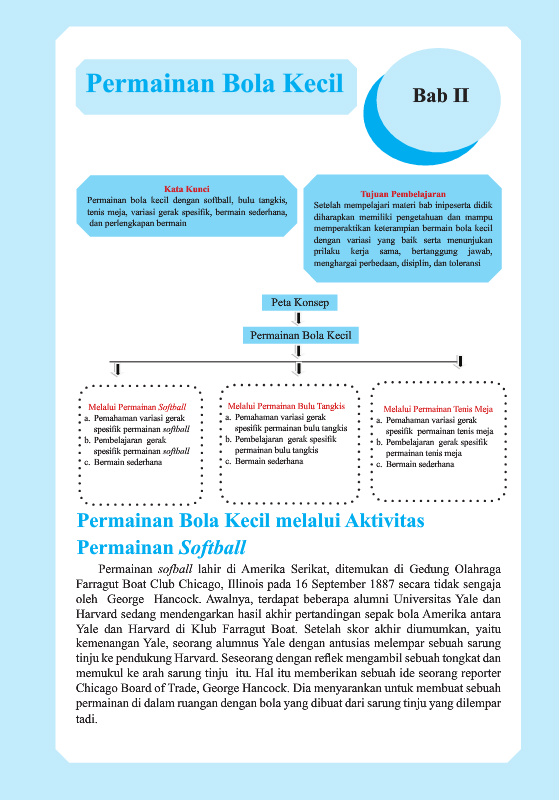 Permainan Bola Kecil
Bab II
Kata Kunci
Permainan bola kecil dengan softball, bulu tangkis,
tenis meja, variasi gerak spesifik, bermain sederhana,
dan perlengkapan bermain
Tujuan Pembelajaran
Setelah mempelajari materi bab inipeserta didik
diharapkan memiliki pengetahuan dan mampu
memperaktikan keterampian bermain bola kecil
dengan variasi yang baik serta menunjukan
prilaku kerja sama, bertanggung jawab,
menghargai perbedaan, disiplin, dan toleransi
Peta Konsep
Permainan Bola Kecil
Melalui Permainan Softball
a. Pemahaman variasi gerak
spesifik permainan softball
b. Pembelajaran gerak
spesifik permainan softball
c. Bermain sederhana
Melalui Permainan Bulu Tangkis
a. Pemahaman variasi gerak
spesifik permainan bulu tangkis
b. Pembelajaran gerak spesifik
permainan bulu tangkis
c. Bermain sederhana
Melalui Permainan Tenis Meja
a. Pemahaman variasi gerak
spesifik permainan tenis meja
b. Pembelajaran gerak spesifik
permainan tenis meja
c. Bermain sederhana
Permainan Bola Kecil melalui Aktivitas
Permainan Softball
Permainan sofball lahir di Amerika Serikat, ditemukan di Gedung Olahraga
Farragut Boat Club Chicago, Illinois pada 16 September 1887 secara tidak sengaja
oleh George Hancock. Awalnya, terdapat beberapa alumni Universitas Yale dan
Harvard sedang mendengarkan hasil akhir pertandingan sepak bola Amerika antara
Yale dan Harvard di Klub Farragut Boat. Setelah skor akhir diumumkan, yaitu
kemenangan Yale, seorang alumnus Yale dengan antusias melempar sebuah sarung
tinju ke pendukung Harvard. Seseorang dengan reflek mengambil sebuah tongkat dan
memukul ke arah sarung tinju itu. Hal itu memberikan sebuah ide seorang reporter
Chicago Board of Trade, George Hancock. Dia menyarankan untuk membuat sebuah
permainan di dalam ruangan dengan bola yang dibuat dari sarung tinju yang dilempar
tadi.